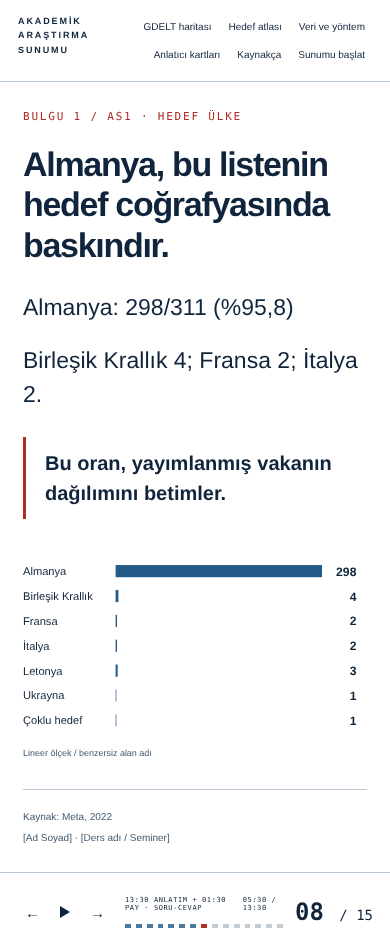 AKADEMİK
ARAŞTIRMA
SUNUMU
GDELT haritası Hedef atlası Veri ve yöntem
Anlatıcı kartları Kaynakça Sunumu başlat
BULGU 1 / AS1 · HEDEF ÜLKE
Almanya, bu listenin
hedef coğrafyasında
baskındır.
Almanya: 298/311 (%95,8)
Birleşik Krallık 4; Fransa 2; İtalya
2.
Bu oran, yayımlanmış vakanın
dağılımını betimler.
Almanya 298
Birleşik Krallık 4
Fransa 2
İtalya 2
Letonya 3
Ukrayna 1
Çoklu hedef 1
Lineer ölçek / benzersiz alan adı
Kaynak: Meta, 2022
[Ad Soyad] · [Ders adı / Seminer]
← → 13:30 ANLATIM + 01:30 05:30 /
PAY · SORU-CEVAP 13:30
08 / 15